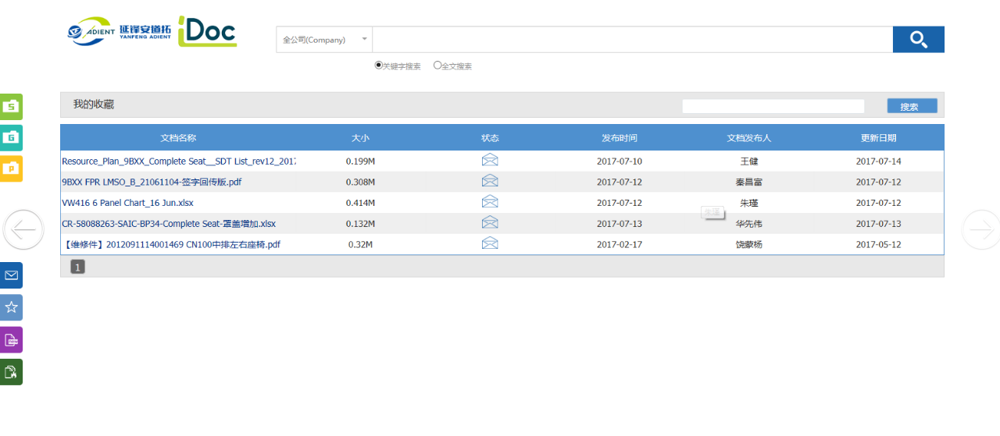 ADIENT 延锋安道拓 YANFENG ADIENT iDoc
全公司(Company)
关键字搜索 全文搜索
S
我的收藏 搜索
G
文档名称 大小 状态 发布时间 文档发布人 更新日期
P
Resource_Plan_9BXX_Complete Seat__SDT List_rev12_2017 0.199M 2017-07-10 王健 2017-07-14
9BXX FPR LMSO_B_21061104-签字回传版.pdf 0.308M 2017-07-12 秦昌富 2017-07-12
VW416 6 Panel Chart_16 Jun.xlsx 0.414M 2017-07-12 朱瑾 2017-07-12
朱瑾
CR-58088263-SAIC-BP34-Complete Seat-罩盖增加.xlsx 0.132M 2017-07-13 华先伟 2017-07-13
【维修件】2012091114001469 CN100中排左右座椅.pdf 0.32M 2017-02-17 饶蒙杨 2017-05-12
1